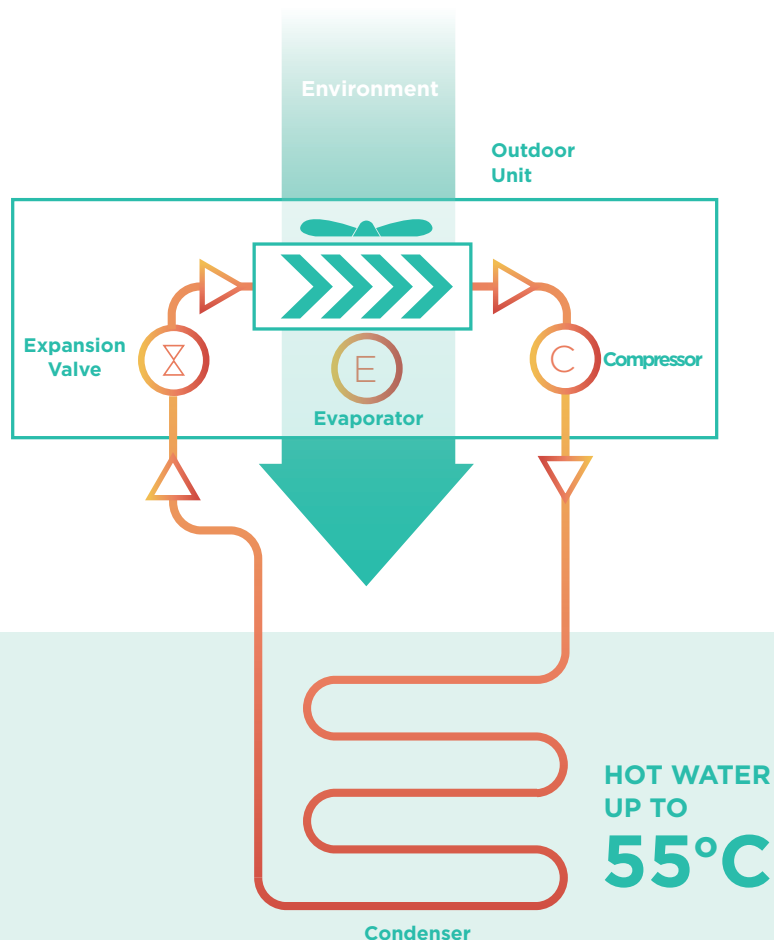 Environment
Outdoor
Unit
Expansion
Valve
E
Evaporator
C
Compressor
HOT WATER
UP TO
55°C
Condenser